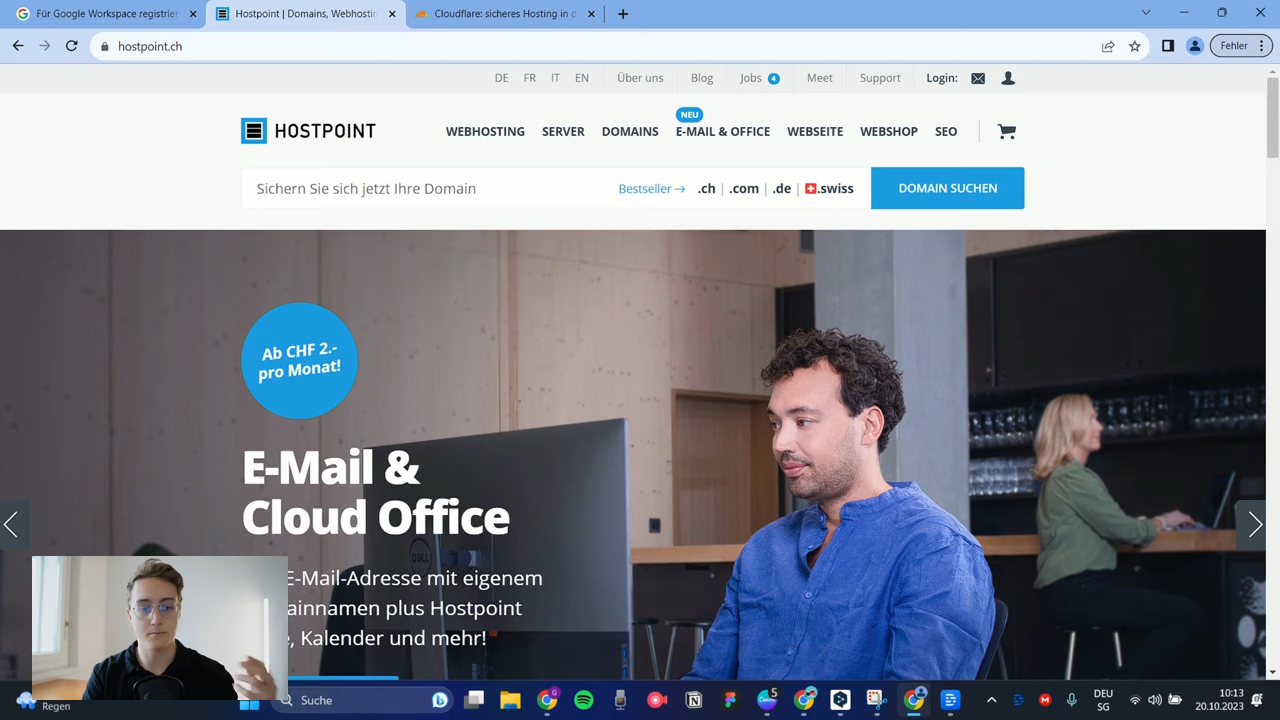 Für Google Workspace registrier
Hostpoint | Domains, Webhostin
Cloudflare: sicheres Hosting in d
hostpoint.ch
Fehler
DE FR IT EN Über uns Blog Jobs 4 Meet Support Login:
NEU
HOSTPOINT WEBHOSTING SERVER DOMAINS E-MAIL & OFFICE WEBSEITE WEBSHOP SEO
Sichern Sie sich jetzt Ihre Domain Bestseller → .ch | .com | .de | .swiss DOMAIN SUCHEN
Ab CHF 2.-
pro Monat!
E-Mail &
Cloud Office
E-Mail-Adresse mit eigenem
ainnamen plus Hostpoint
, Kalender und mehr!
DELL
Regen
Suche
5
DEU
SG
10:13
20.10.2023